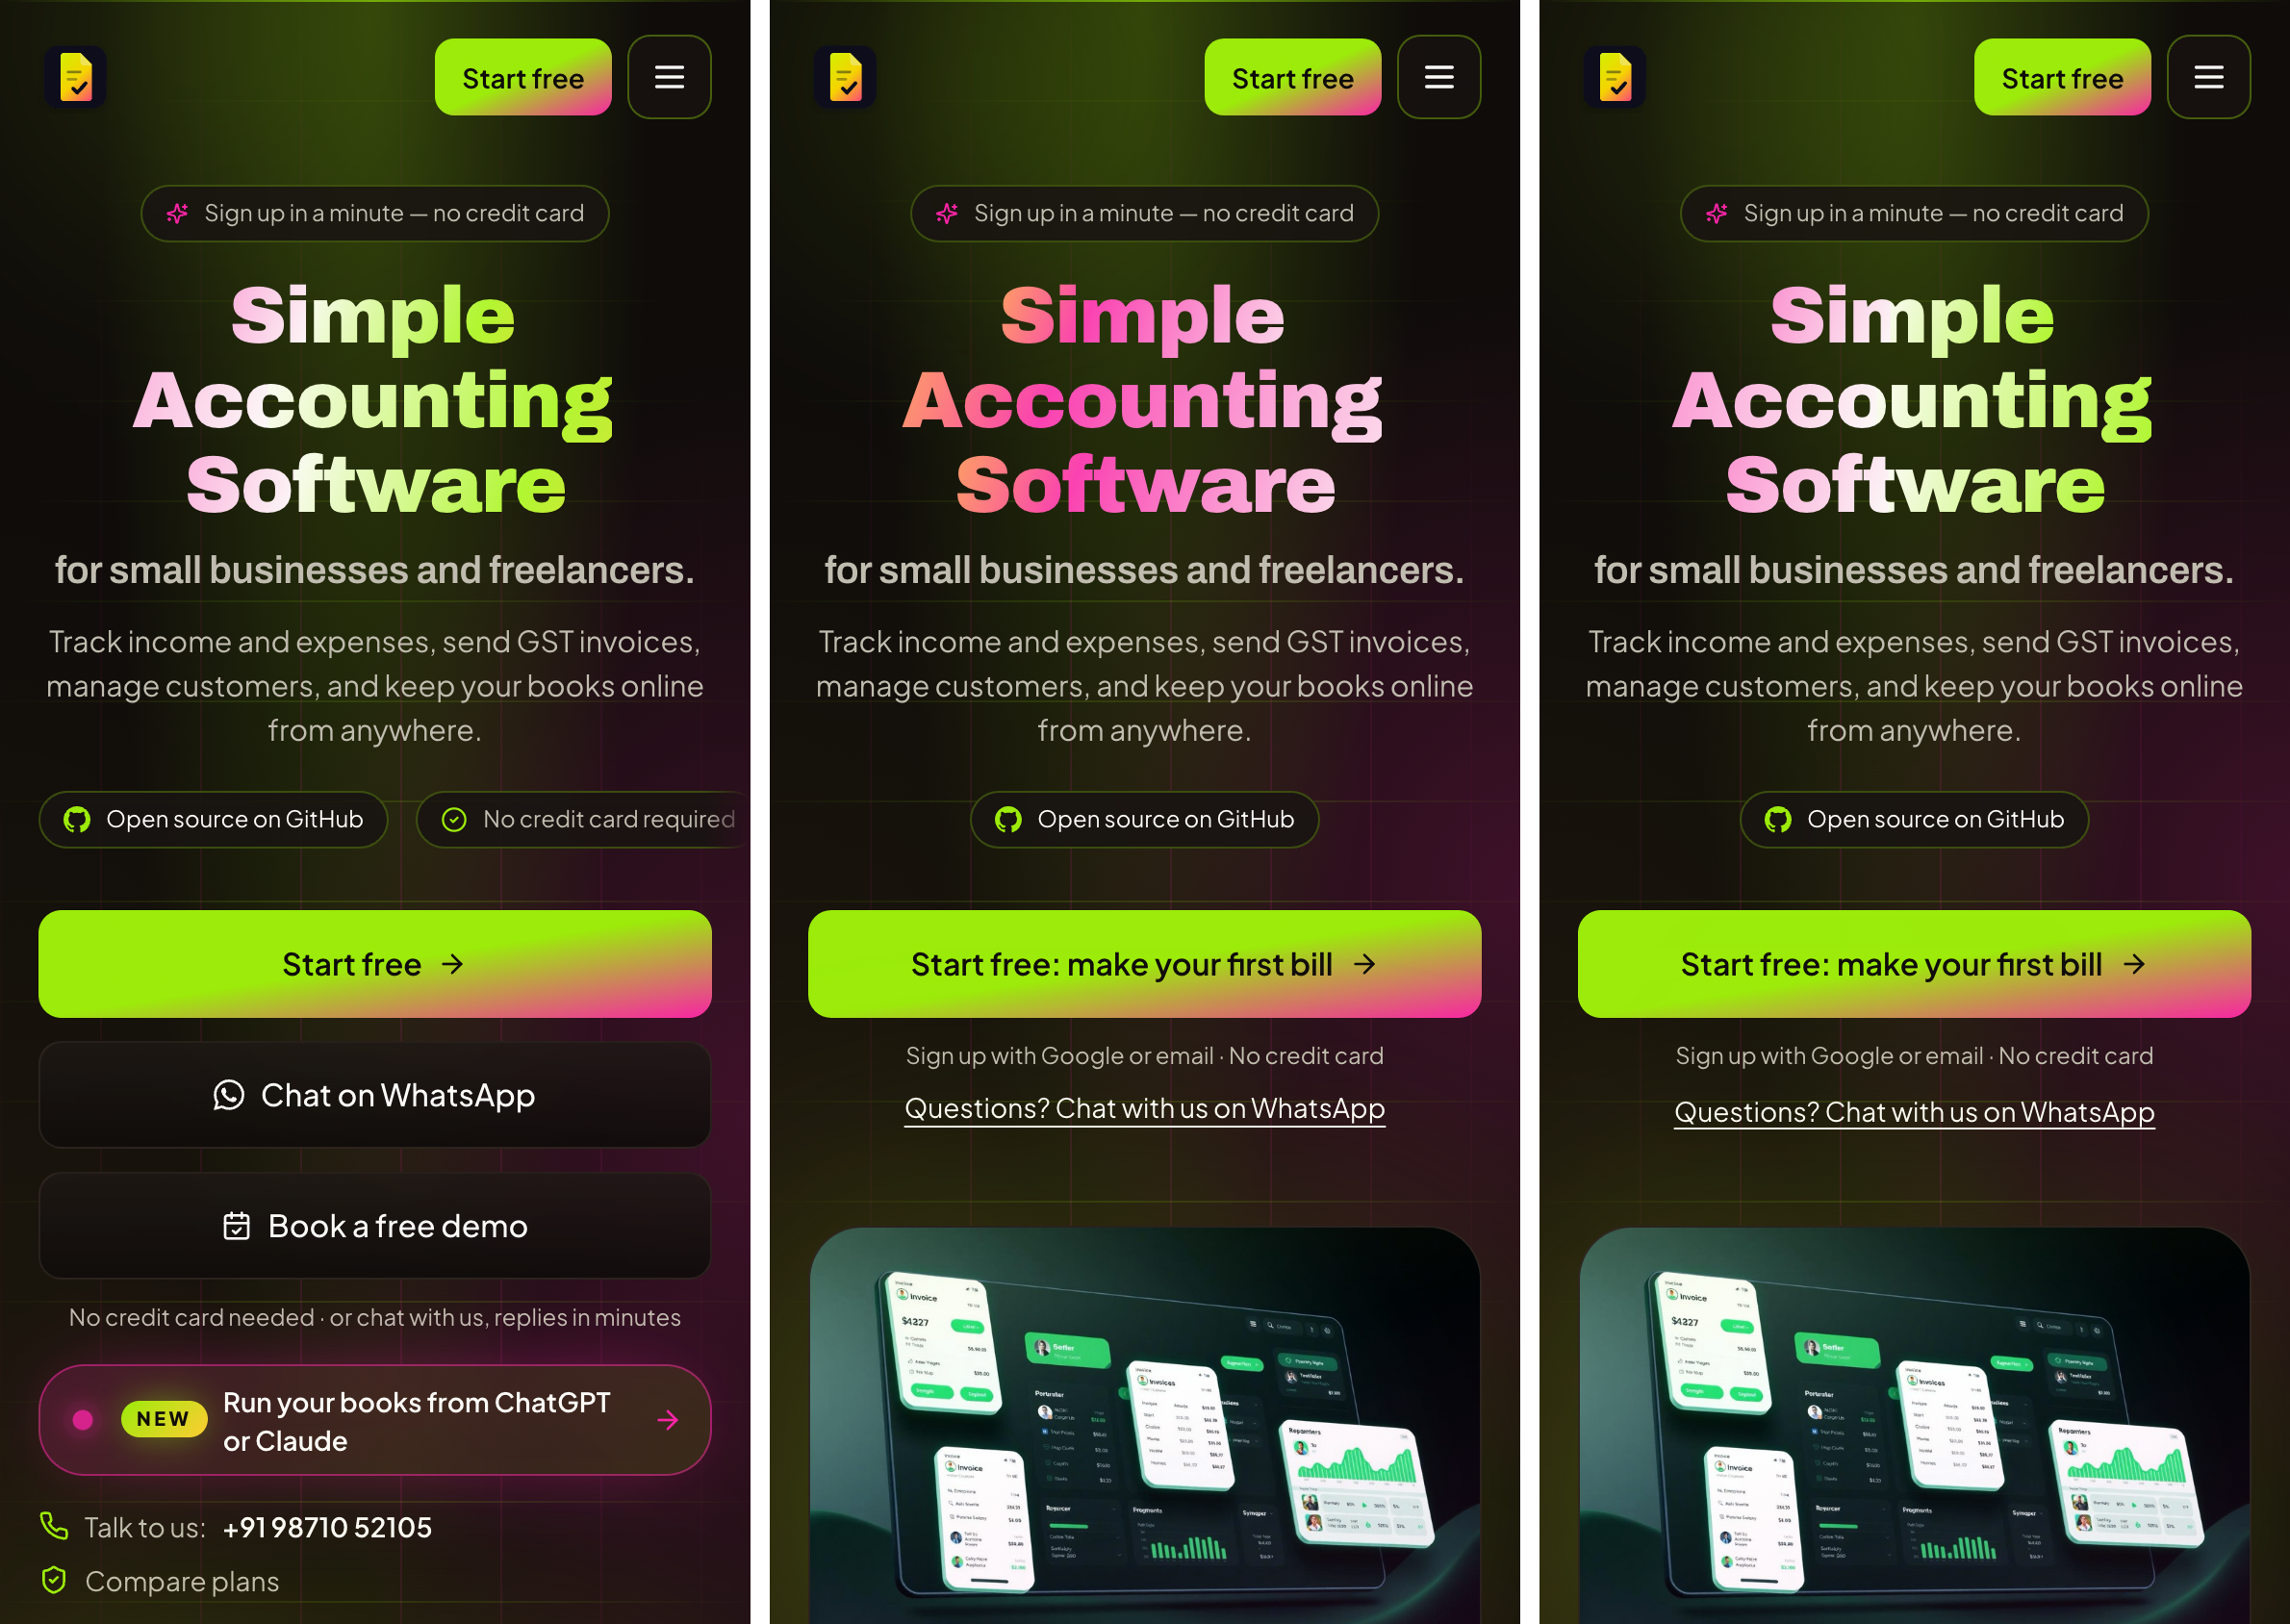 Start free
Sign up in a minute — no credit card
Simple
Accounting
Software
for small businesses and freelancers.
Track income and expenses, send GST invoices,
manage customers, and keep your books online
from anywhere.
Open source on GitHub
No credit card required
Start free →
Chat on WhatsApp
Book a free demo
No credit card needed · or chat with us, replies in minutes
NEW
Run your books from ChatGPT
or Claude
Talk to us: +91 98710 52105
Compare plans
Start free
Sign up in a minute — no credit card
Simple
Accounting
Software
for small businesses and freelancers.
Track income and expenses, send GST invoices,
manage customers, and keep your books online
from anywhere.
Open source on GitHub
Start free: make your first bill →
Sign up with Google or email · No credit card
Questions? Chat with us on WhatsApp
Invoice
$4227
Invoices
Invoice
Start free
Sign up in a minute — no credit card
Simple
Accounting
Software
for small businesses and freelancers.
Track income and expenses, send GST invoices,
manage customers, and keep your books online
from anywhere.
Open source on GitHub
Start free: make your first bill →
Sign up with Google or email · No credit card
Questions? Chat with us on WhatsApp
Invoice
$4227
Invoices
Invoice